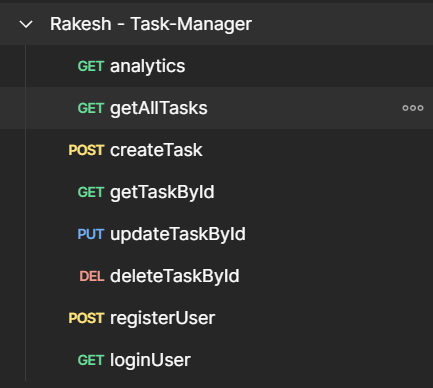 Rakesh - Task-Manager
GET analytics
GET getAllTasks
POST createTask
GET getTaskById
PUT updateTaskById
DEL deleteTaskById
POST registerUser
GET loginUser